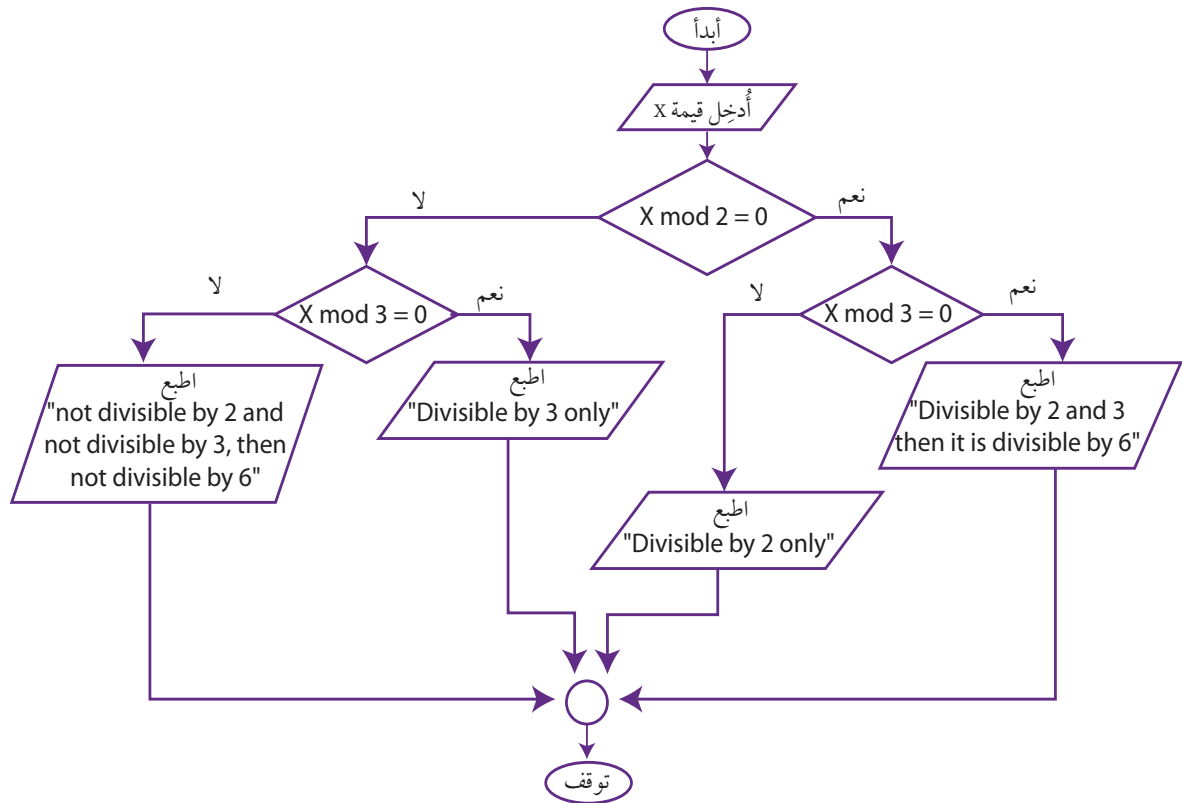 أبدأ
أُدخِل قيمة x
X mod 2 = 0
نعم
لا
X mod 3 = 0
نعم
لا
X mod 3 = 0
نعم
لا
اطبع
"Divisible by 2 and 3
then it is divisible by 6"
اطبع
"Divisible by 2 only"
اطبع
"Divisible by 3 only"
اطبع
"not divisible by 2 and
not divisible by 3, then
not divisible by 6"
توقف